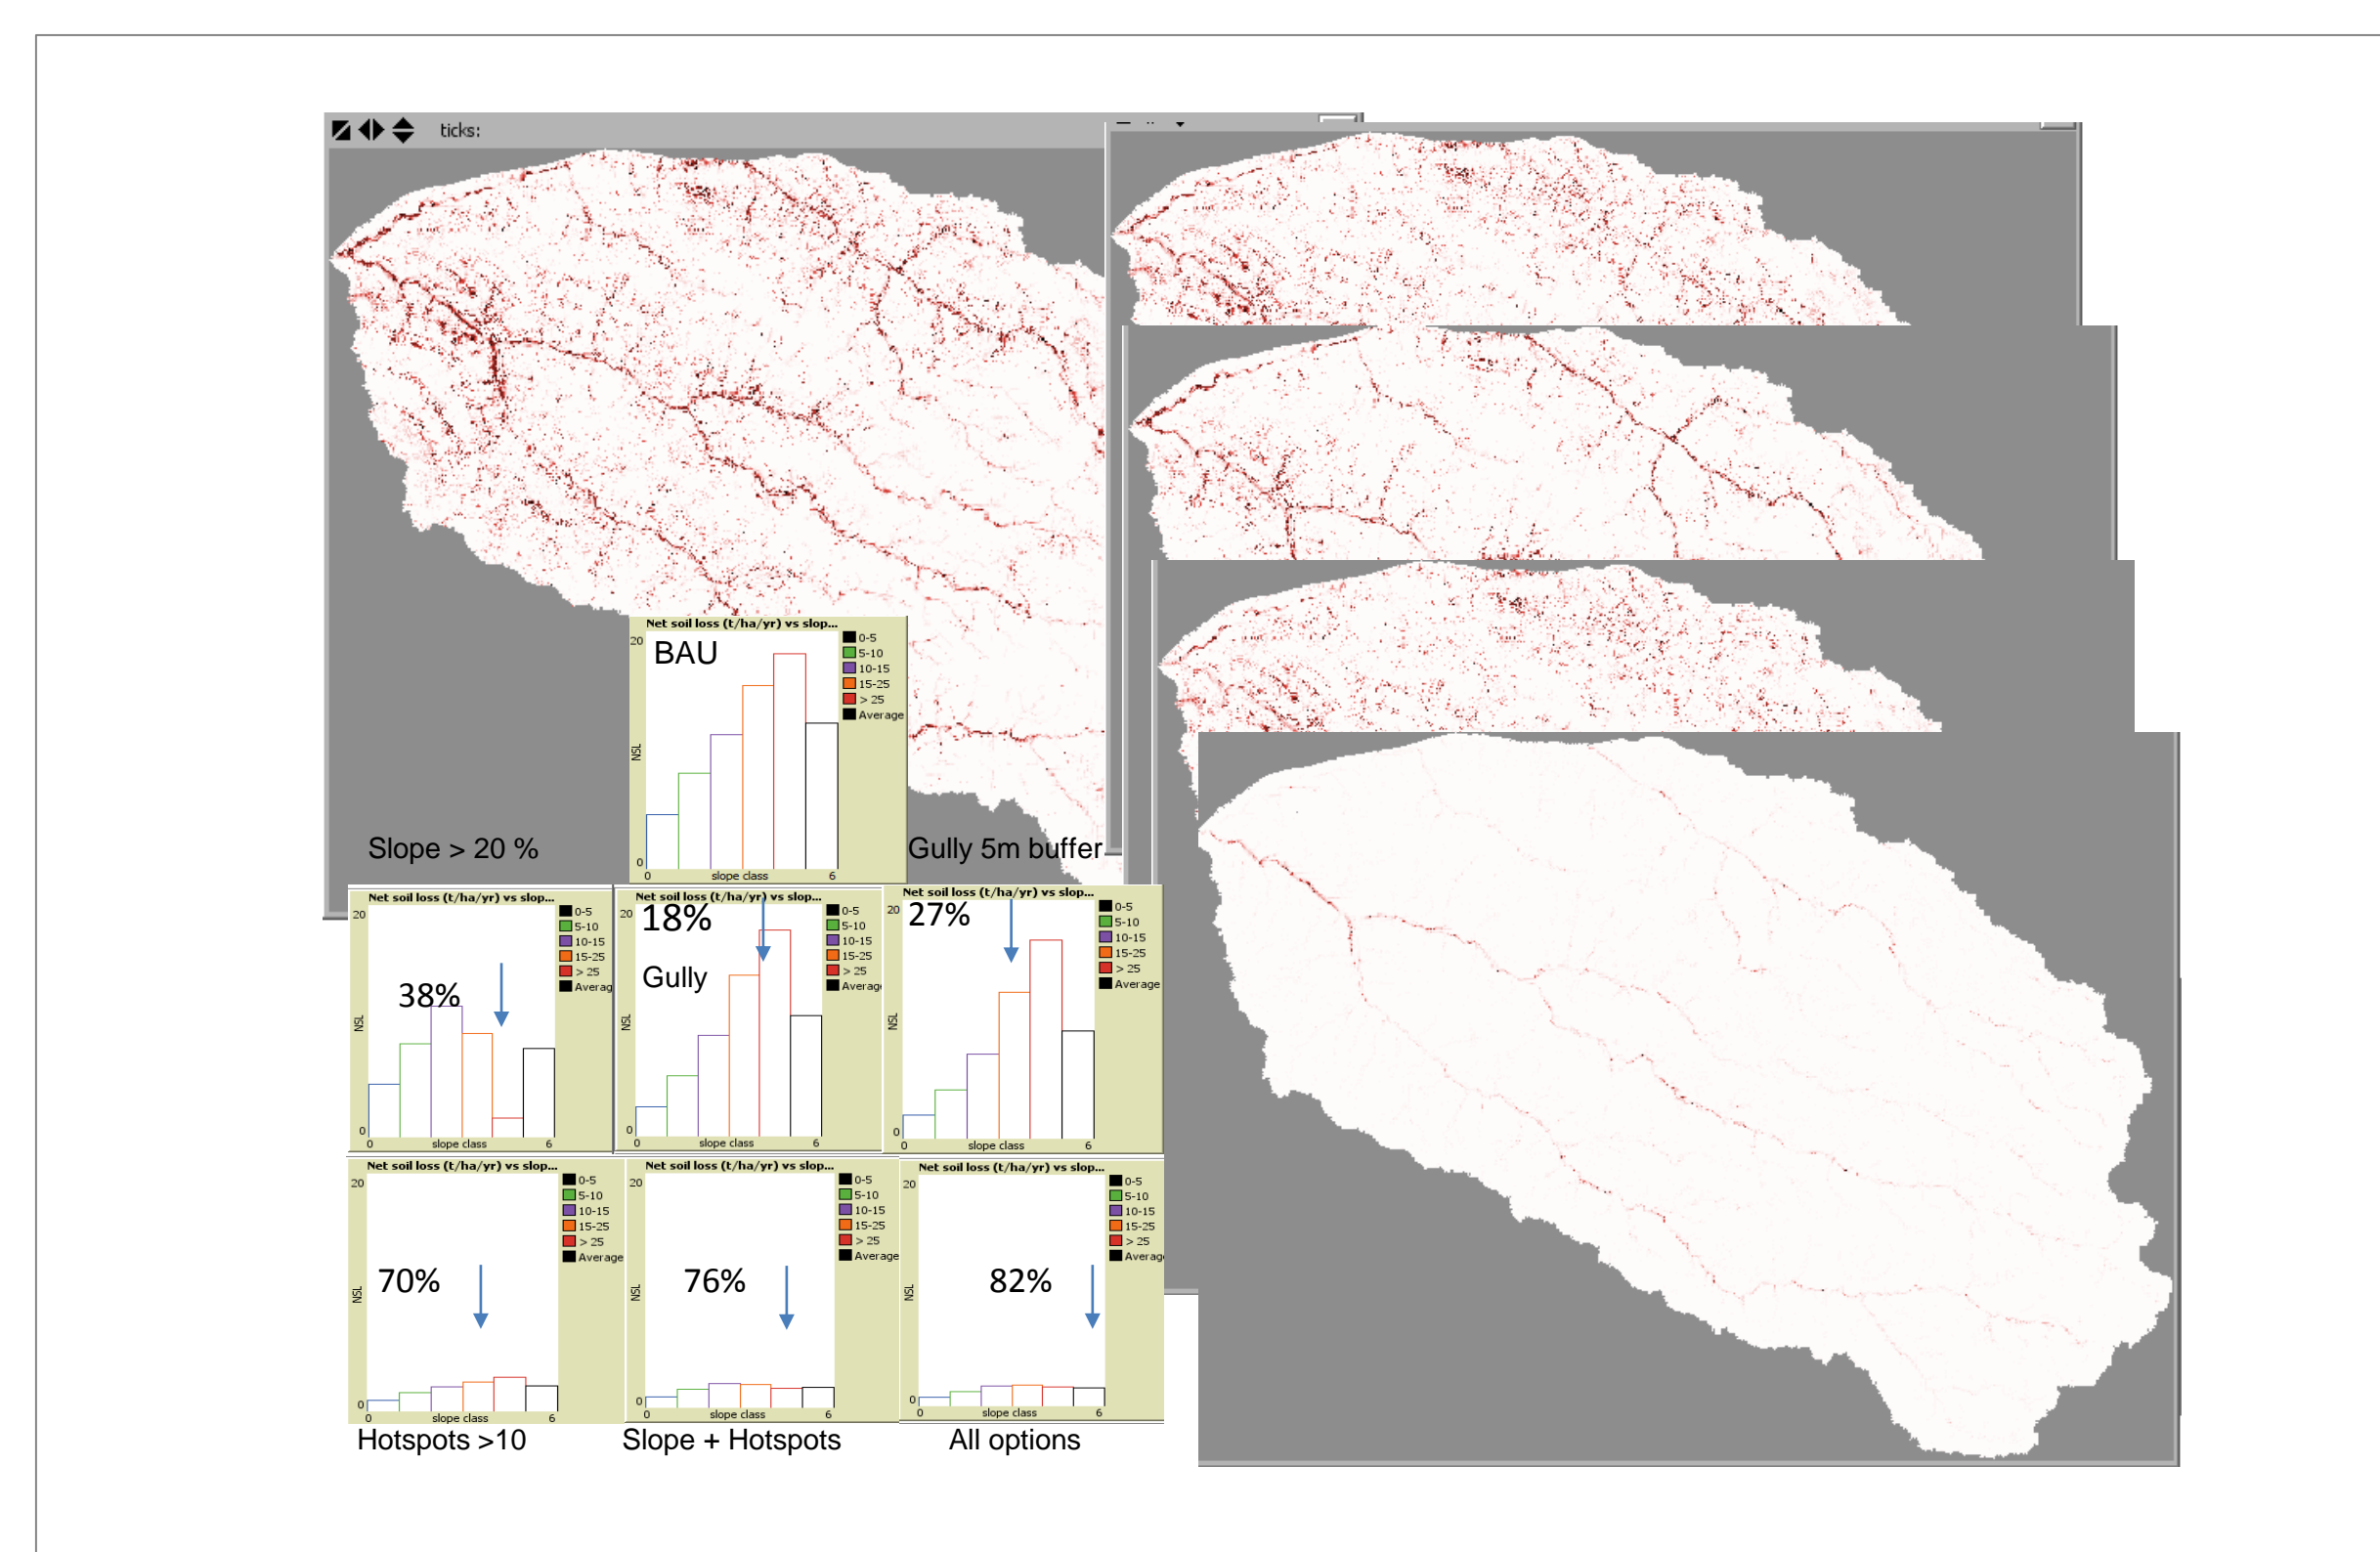 ticks:
Net soil loss (t/ha/yr) vs slop...
20
BAU
0-5
5-10
10-15
15-25
> 25
Average
NSL
0
0
slope class
6
Slope > 20 %
Gully 5m buffer
Net soil loss (t/ha/yr) vs slop...
20
38%
0-5
5-10
10-15
15-25
> 25
Averag
NSL
0
0
slope class
6
Net soil loss (t/ha/yr) vs slop...
20
18%
Gully
0-5
5-10
10-15
15-25
> 25
Averag
NSL
0
0
slope class
6
Net soil loss (t/ha/yr) vs slop...
20
27%
0-5
5-10
10-15
15-25
> 25
Average
NSL
0
0
slope class
6
Net soil loss (t/ha/yr) vs slop...
20
70%
0-5
5-10
10-15
15-25
> 25
Average
NSL
0
0
slope class
6
Net soil loss (t/ha/yr) vs slop...
20
76%
0-5
5-10
10-15
15-25
> 25
Average
NSL
0
0
slope class
6
Net soil loss (t/ha/yr) vs slop...
20
82%
0-5
5-10
10-15
15-25
> 25
Averag
NSL
0
0
slope class
6
Hotspots >10
Slope + Hotspots
All options